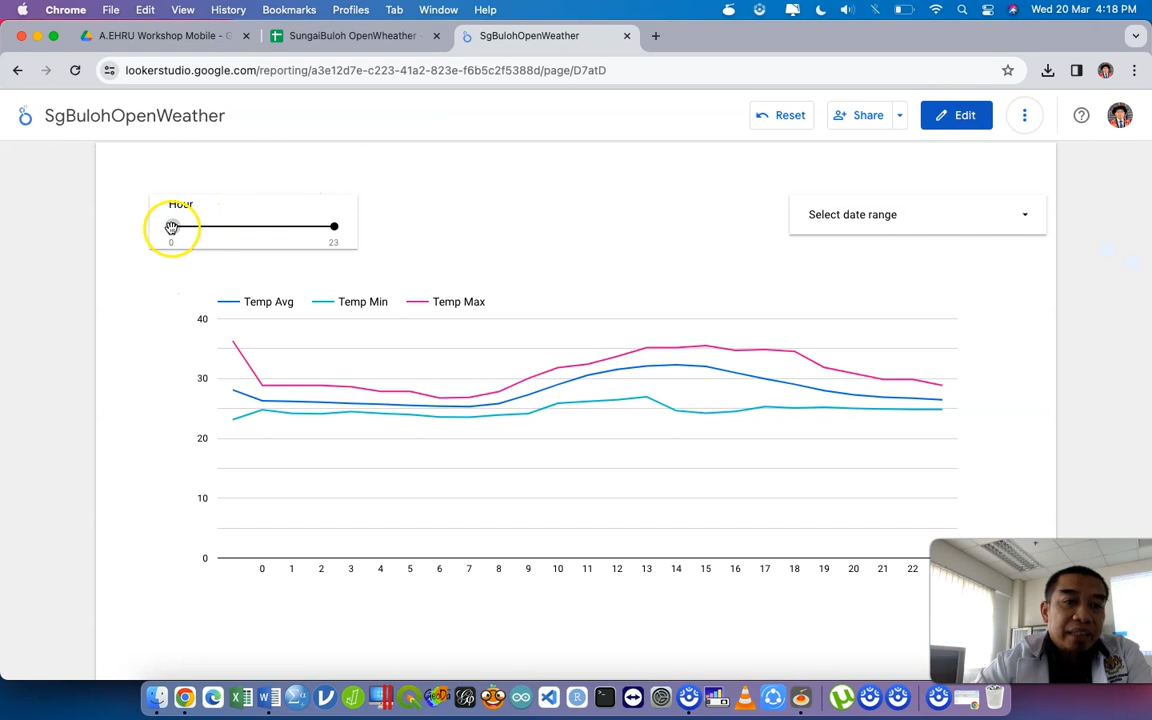 Chrome File Edit View History Bookmarks Profiles Tab Window Help Wed 20 Mar 4:18 PM
A.EHRU Workshop Mobile - G SungaiBuloh OpenWheather - SgBulohOpenWeather
lookerstudio.google.com/reporting/a3e12d7e-c223-41a2-823e-f6b5c2f5388d/page/D7atD
SgBulohOpenWeather Reset Share Edit
Hour
Select date range
0 23
Temp Avg Temp Min Temp Max
40
30
20
10
0
0 1 2 3 4 5 6 7 8 9 10 11 12 13 14 15 16 17 18 19 20 21 22